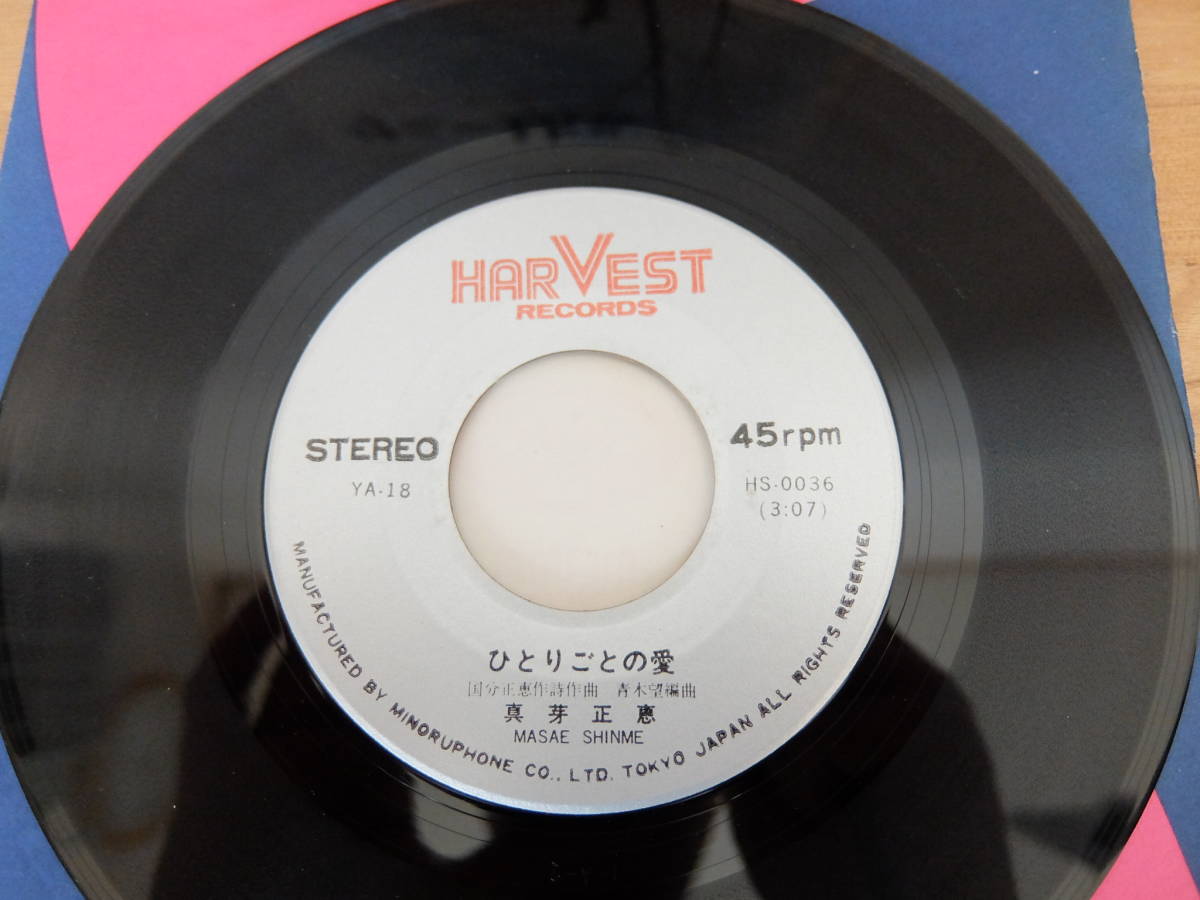 HARVEST
RECORDS
STEREO
45rpm
YA-18
HS-0036
(3:07)
ひとりごとの愛
国分正恵作詩作曲 青木望編曲
真芽正恵
MASAE SHINME
MANUFACTURED BY MINORUPHONE CO., LTD. TOKYO JAPAN ALL RIGHTS RESERVED